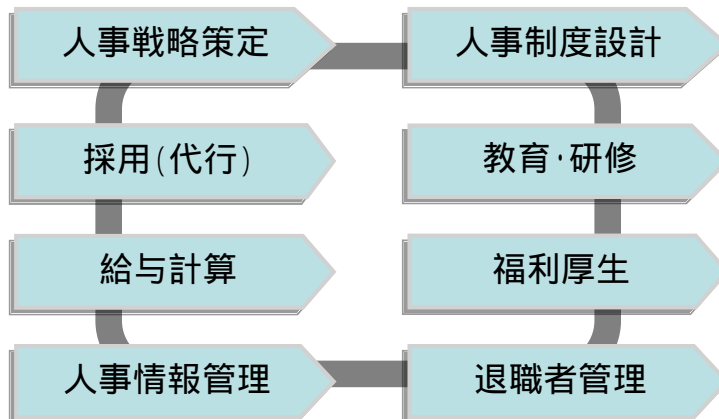 人事戦略策定
人事制度設計
採用(代行)
教育・研修
給与計算
福利厚生
人事情報管理
退職者管理